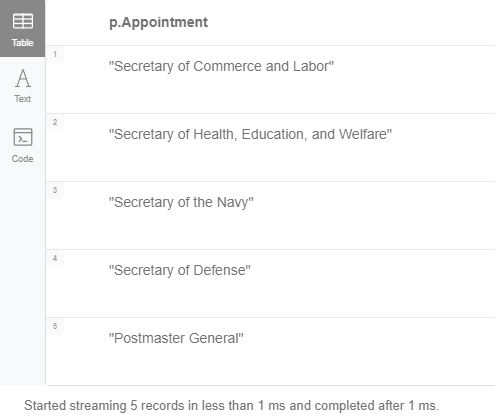 p.Appointment
Table
1
"Secretary of Commerce and Labor"
A
Text
2
"Secretary of Health, Education, and Welfare"
Code
3
"Secretary of the Navy"
4
"Secretary of Defense"
5
"Postmaster General"
Started streaming 5 records in less than 1 ms and completed after 1 ms.